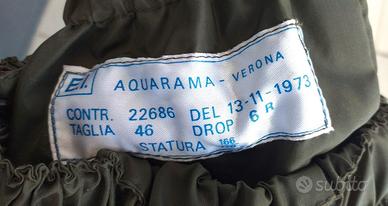 E.I. AQUARAMA - VERONA
CONTR. 22686 DEL 13-11-1973
TAGLIA 46 DROP 6 R
STATURA 166
subito